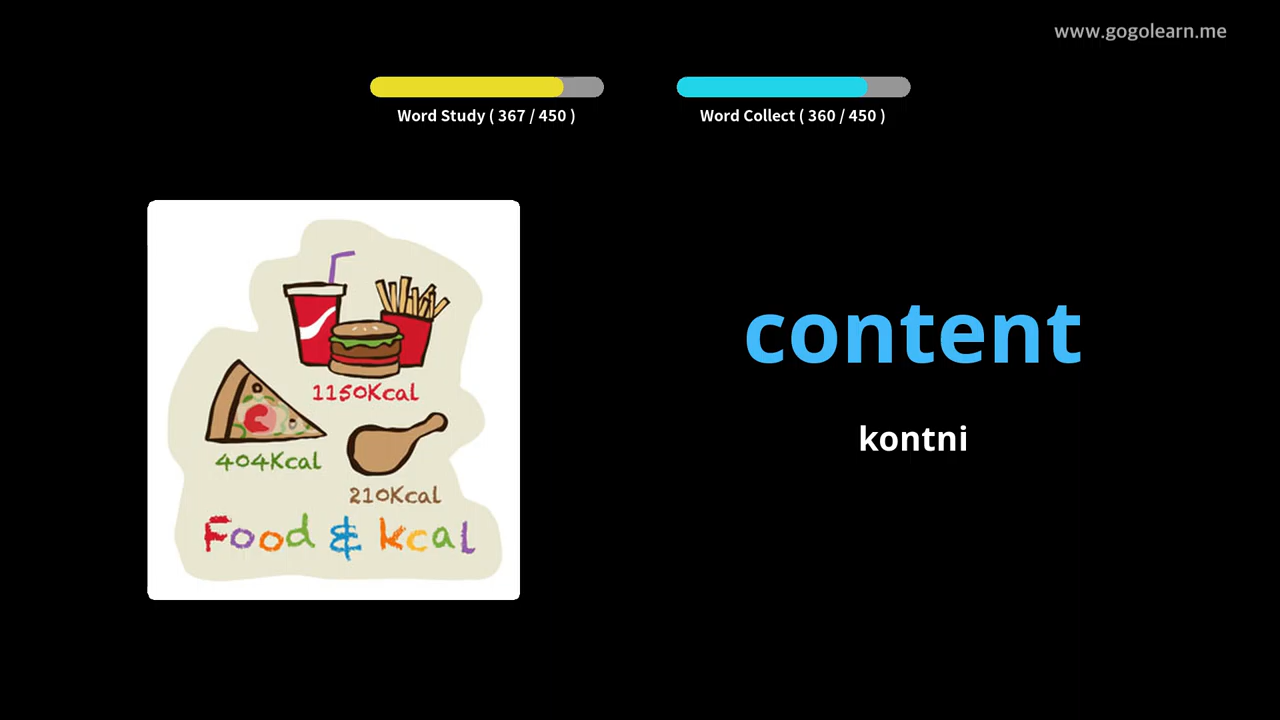 www.gogolearn.me
Word Study ( 367 / 450 )
Word Collect ( 360 / 450 )
1150Kcal
404Kcal
210Kcal
Food & kcal
content
kontni